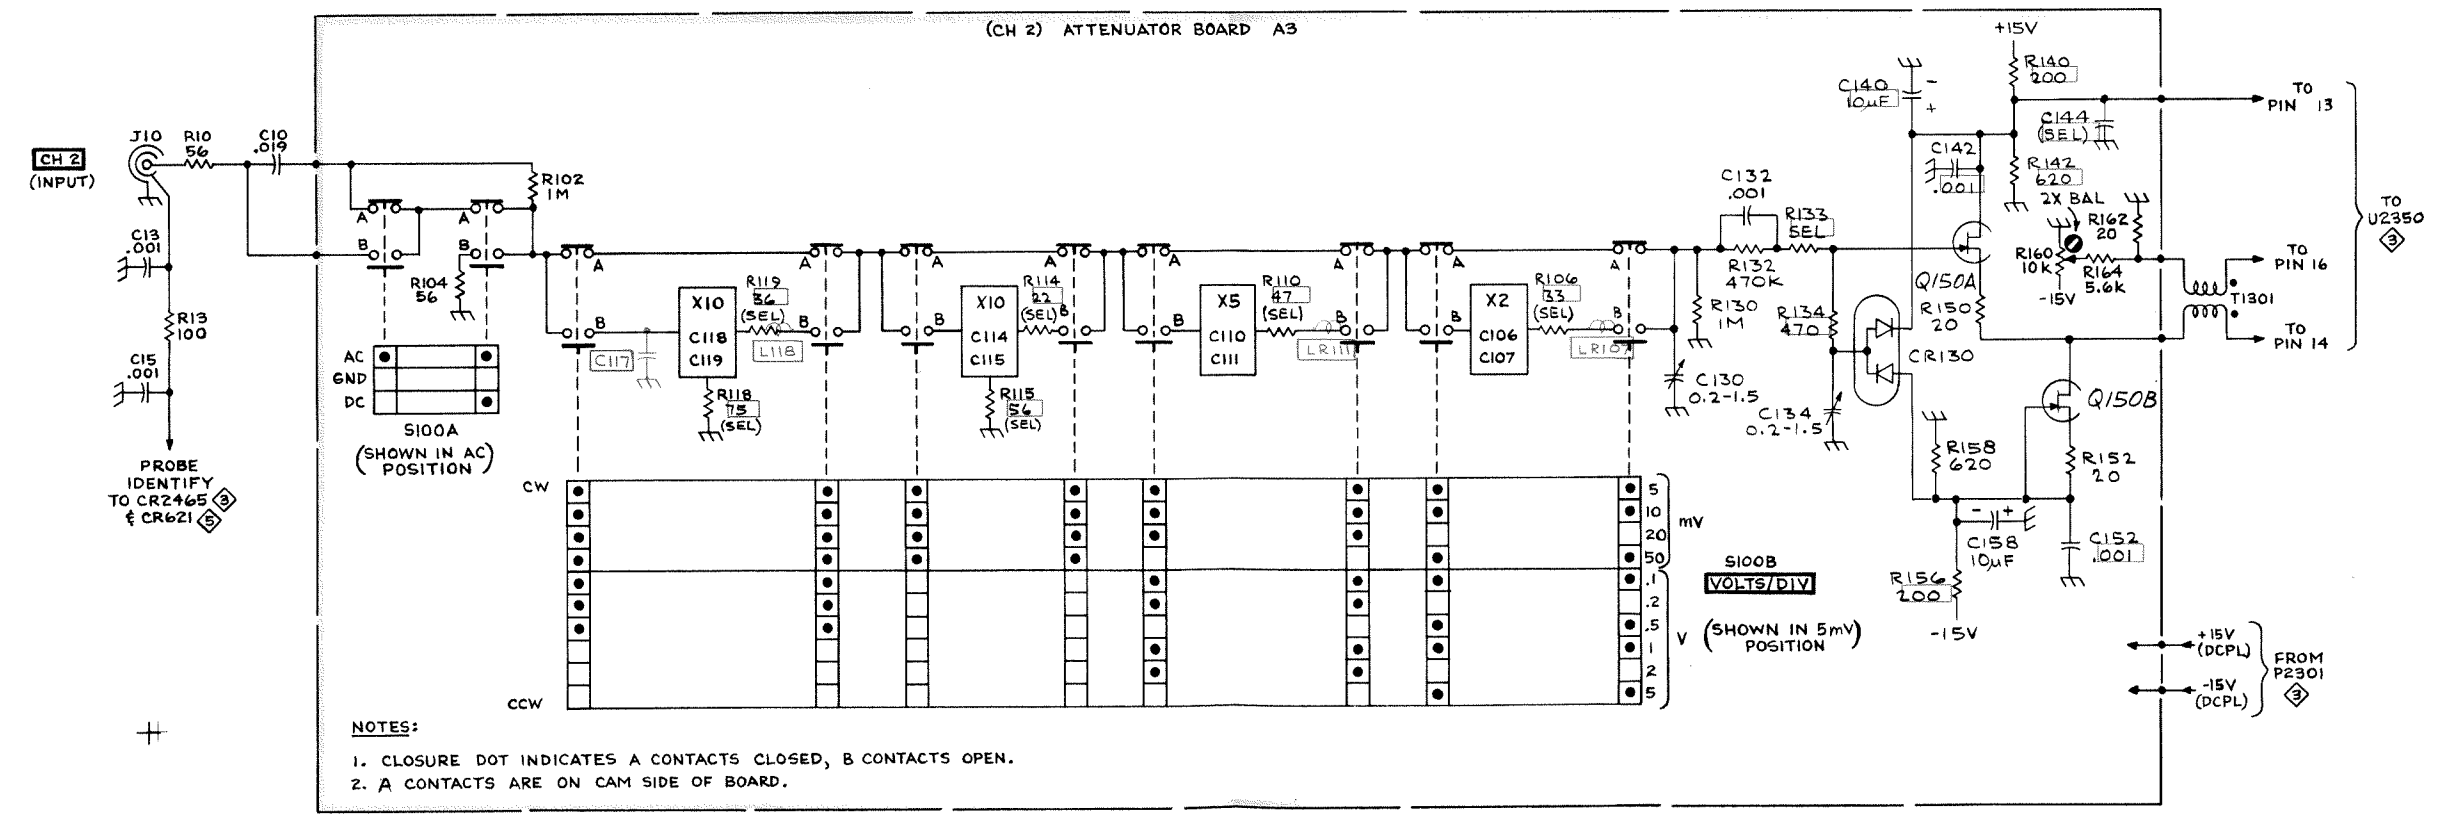 (CH 2) ATTENUATOR BOARD A3
CH 2
(INPUT)
J10
R10
56
C10
.019
C13
.001
R13
100
C15
.001
PROBE
IDENTIFY
TO CR2465 3
& CR621 5
R102
1M
A
A
B
B
R104
56
AC
GND
DC
S100A
(SHOWN IN AC
POSITION)
A
B
C117
X10
C118
C119
R119
36
(SEL)
L118
R118
75
(SEL)
A
B
A
B
X10
C114
C115
R114
22
(SEL)
R115
56
(SEL)
A
B
A
B
X5
C110
C111
R110
47
(SEL)
LR111
A
B
A
B
X2
C106
C107
R106
33
(SEL)
LR107
A
B
C132
.001
R132
470K
R133
SEL
R130
1M
C130
0.2-1.5
R134
470
C134
0.2-1.5
CR130
C140
10µF
-
+
+15V
R140
200
C142
.001
R142
620
C144
(SEL)
2X BAL
Q150A
R150
20
R160
10K
-15V
R162
20
R164
5.6K
T1301
Q150B
R152
20
C152
.001
R158
620
C158
10µF
-
+
R156
200
-15V
TO
PIN 13
TO
PIN 16
TO
PIN 14
TO
U2350
3
CW
CCW
5
10
20
50
mV
.1
.2
.5
1
2
5
V
S100B
VOLTS/DIV
(SHOWN IN 5mV
POSITION)
+15V
(DCPL)
-15V
(DCPL)
FROM
P2301
3
NOTES:
1. CLOSURE DOT INDICATES A CONTACTS CLOSED, B CONTACTS OPEN.
2. A CONTACTS ARE ON CAM SIDE OF BOARD.